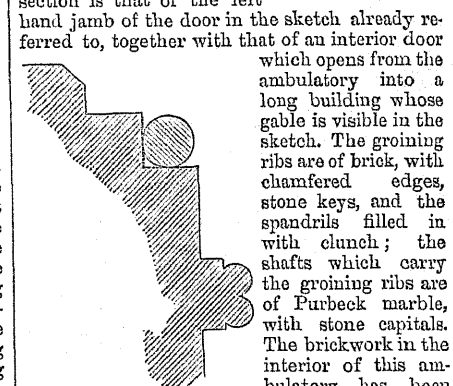 section is that of the left
hand jamb of the door in the sketch already re-
ferred to, together with that of an interior door
which opens from the
ambulatory into a
long building whose
gable is visible in the
sketch. The groining
ribs are of brick, with
chamfered edges,
stone keys, and the
spandrils filled in
with clunch; the
shafts which carry
the groining ribs are
of Purbeck marble,
with stone capitals.
The brickwork in the
interior of this am-
bulatory has been